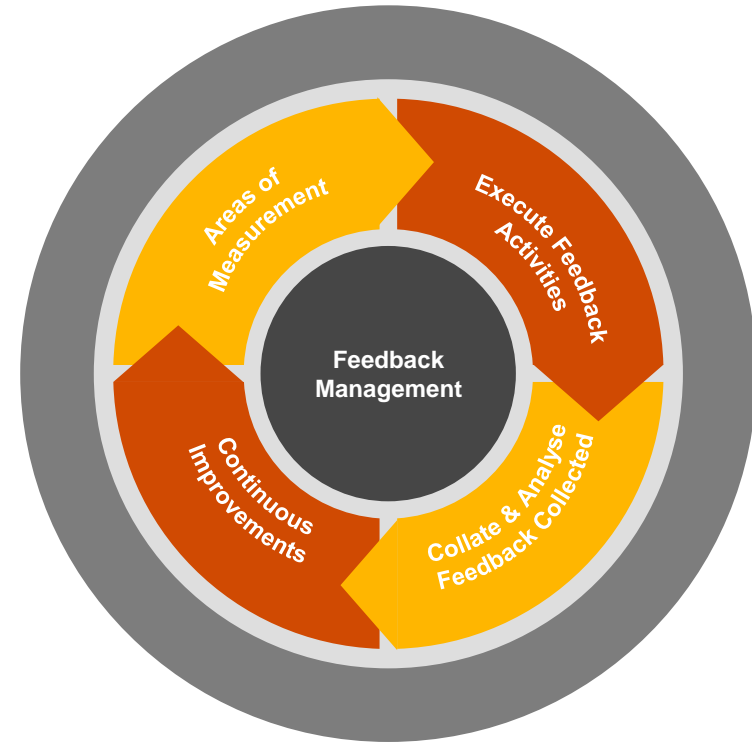 Areas of
Measurement
Execute Feedback
Activities
Feedback
Management
Collate & Analyse
Feedback Collected
Continuous
Improvements